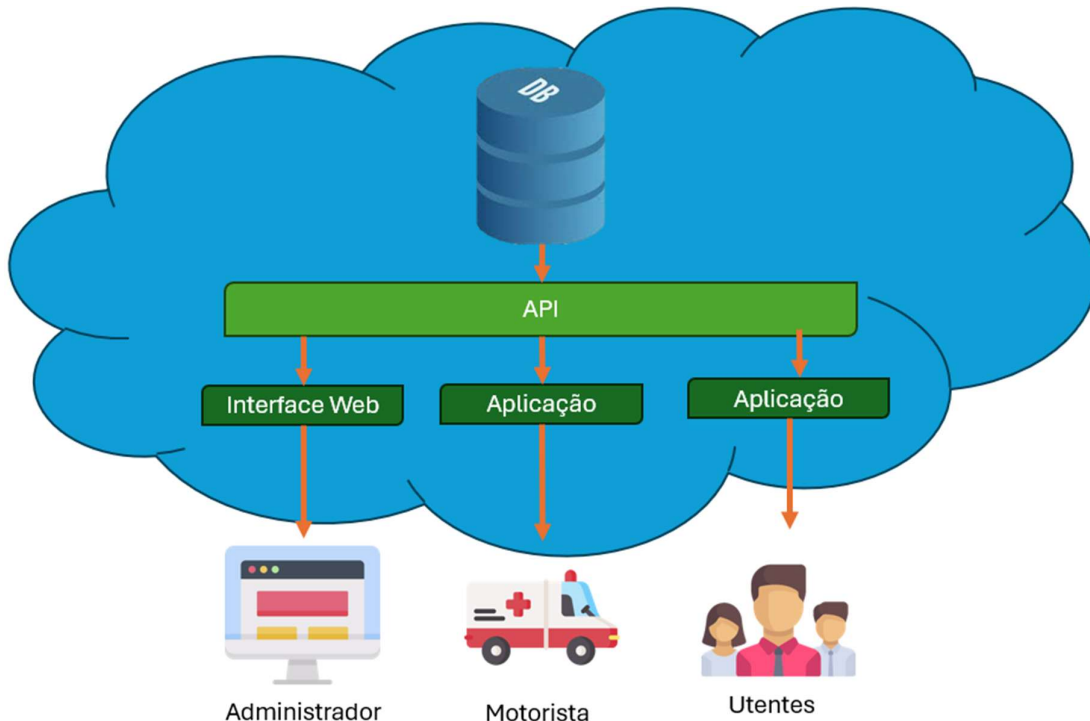 DB
API
Interface Web
Aplicação
Aplicação
Administrador
Motorista
Utentes